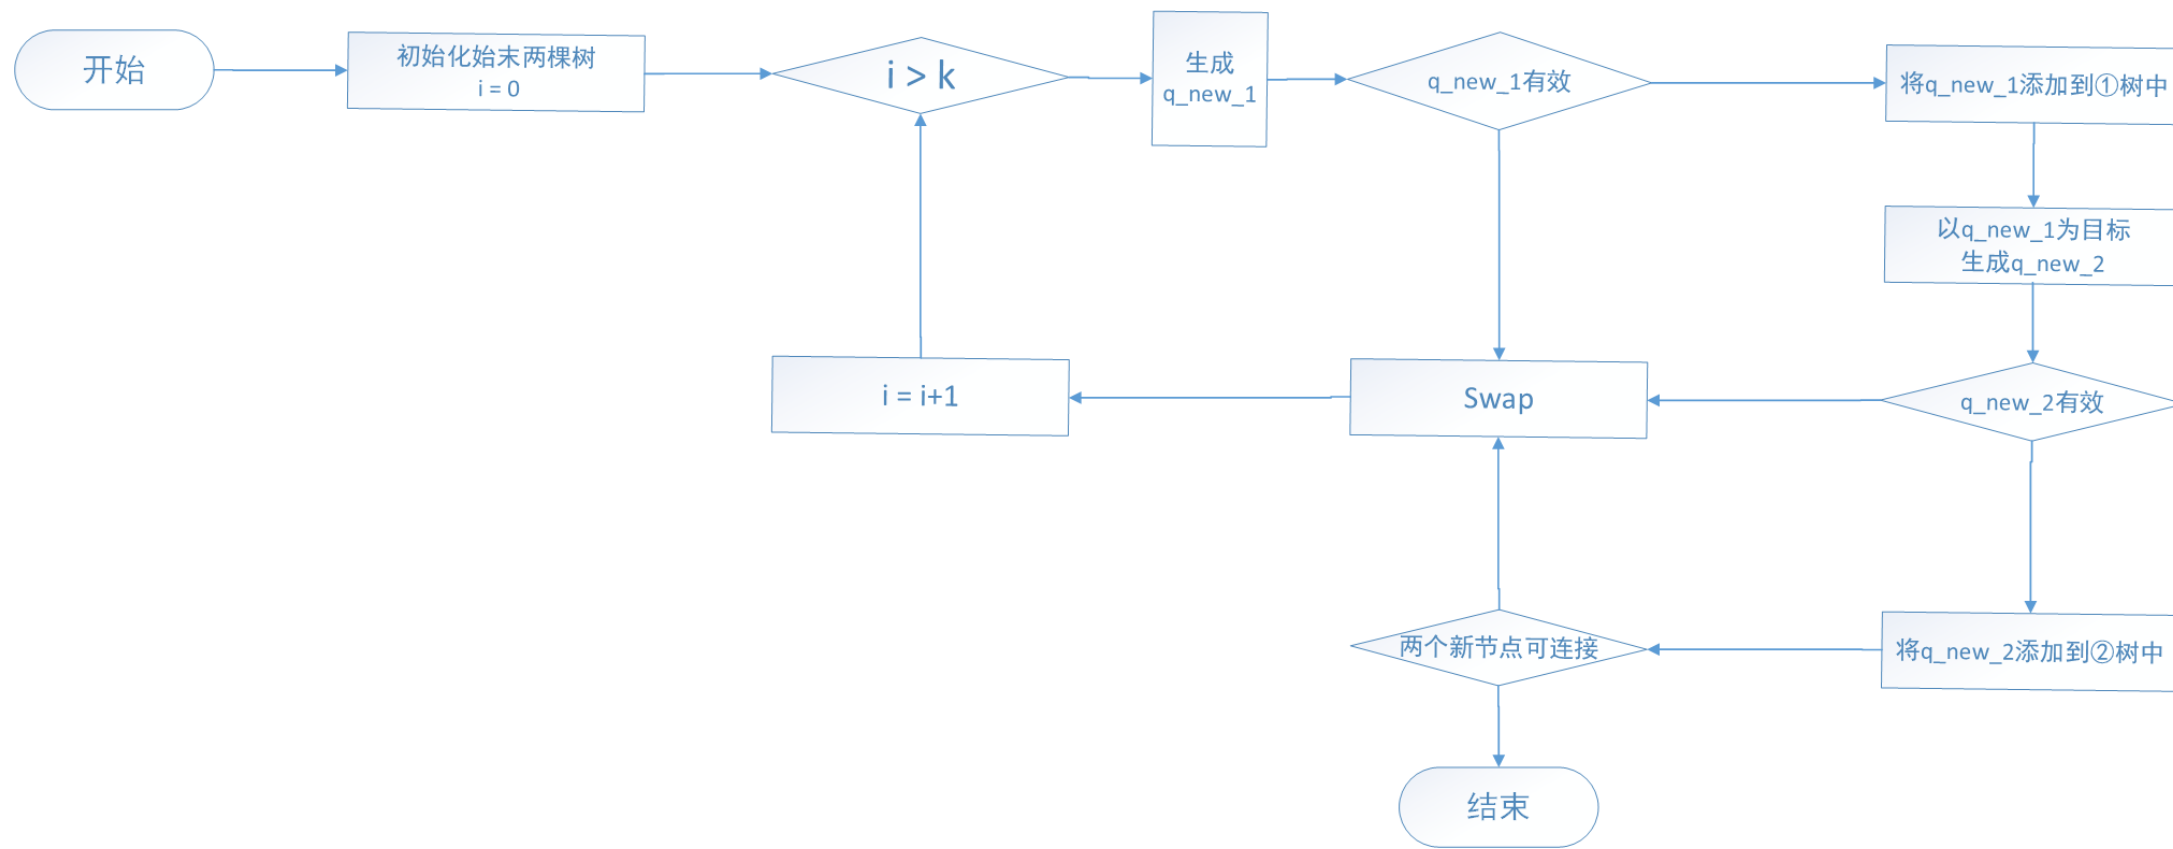 开始
初始化始末两棵树
i = 0
i > k
生成
q_new_1
q_new_1有效
将q_new_1添加到①树中
以q_new_1为目标
生成q_new_2
i = i+1
Swap
q_new_2有效
两个新节点可连接
将q_new_2添加到②树中
结束